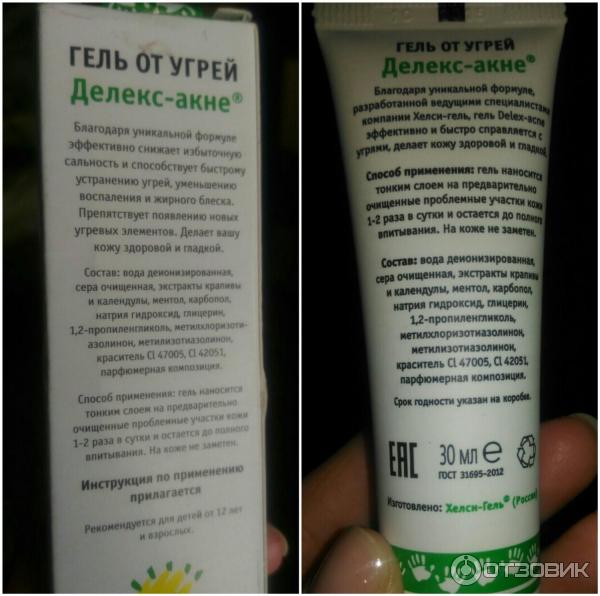 ГЕЛЬ ОТ УГРЕЙ
Делекс-акне®
Благодаря уникальной формуле
эффективно снижает избыточную
сальность и способствует быстрому
устранению угрей, уменьшению
воспаления и жирного блеска.
Препятствует появлению новых
угревых элементов. Делает вашу
кожу здоровой и гладкой.
Состав: вода деионизированная,
сера очищенная, экстракты крапивы
и календулы, ментол, карбопол,
натрия гидроксид, глицерин,
1,2-пропиленгликоль, метилхлоризоти-
азолинон, метилизотиазолинон,
краситель Cl 47005, Cl 42051,
парфюмерная композиция.
Способ применения: гель наносится
тонким слоем на предварительно
очищенные проблемные участки кожи
1-2 раза в сутки и остается до полного
впитывания. На коже не заметен.
Инструкция по применению
прилагается
Рекомендуется для детей от 12 лет
и взрослых.
ГЕЛЬ ОТ УГРЕЙ
Делекс-акне®
Благодаря уникальной формуле,
разработанной ведущими специалистами
компании Хелси-гель, гель Delex-acne
эффективно и быстро справляется с
угрями, делает кожу здоровой и гладкой.
Способ применения: гель наносится
тонким слоем на предварительно
очищенные проблемные участки кожи
1-2 раза в сутки и остается до полного
впитывания. На коже не заметен.
Состав: вода деионизированная,
сера очищенная, экстракты крапивы
и календулы, ментол, карбопол,
натрия гидроксид, глицерин,
1,2-пропиленгликоль,
метилхлоризотиазолинон,
метилизотиазолинон,
краситель Cl 47005, Cl 42051,
парфюмерная композиция.
Срок годности указан на коробке.
ЕАС 30 мл e
ГОСТ 31695-2012
Изготовлено: Хелси-Гель® (Россия)
ОТЗОВИК